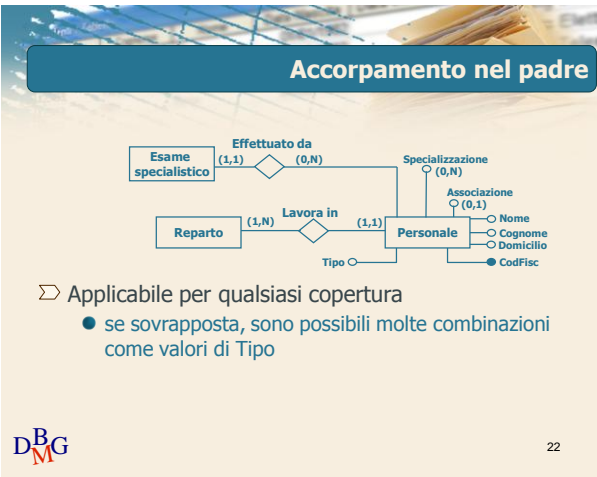 Accorpamento nel padre
Effettuato da
Esame
specialistico
(1,1)
(0,N)
Specializzazione
(0,N)
Associazione
(0,1)
Reparto
(1,N)
Lavora in
(1,1)
Personale
Nome
Cognome
Domicilio
Tipo
CodFisc
Applicabile per qualsiasi copertura
se sovrapposta, sono possibili molte combinazioni
come valori di Tipo
DBMG
22